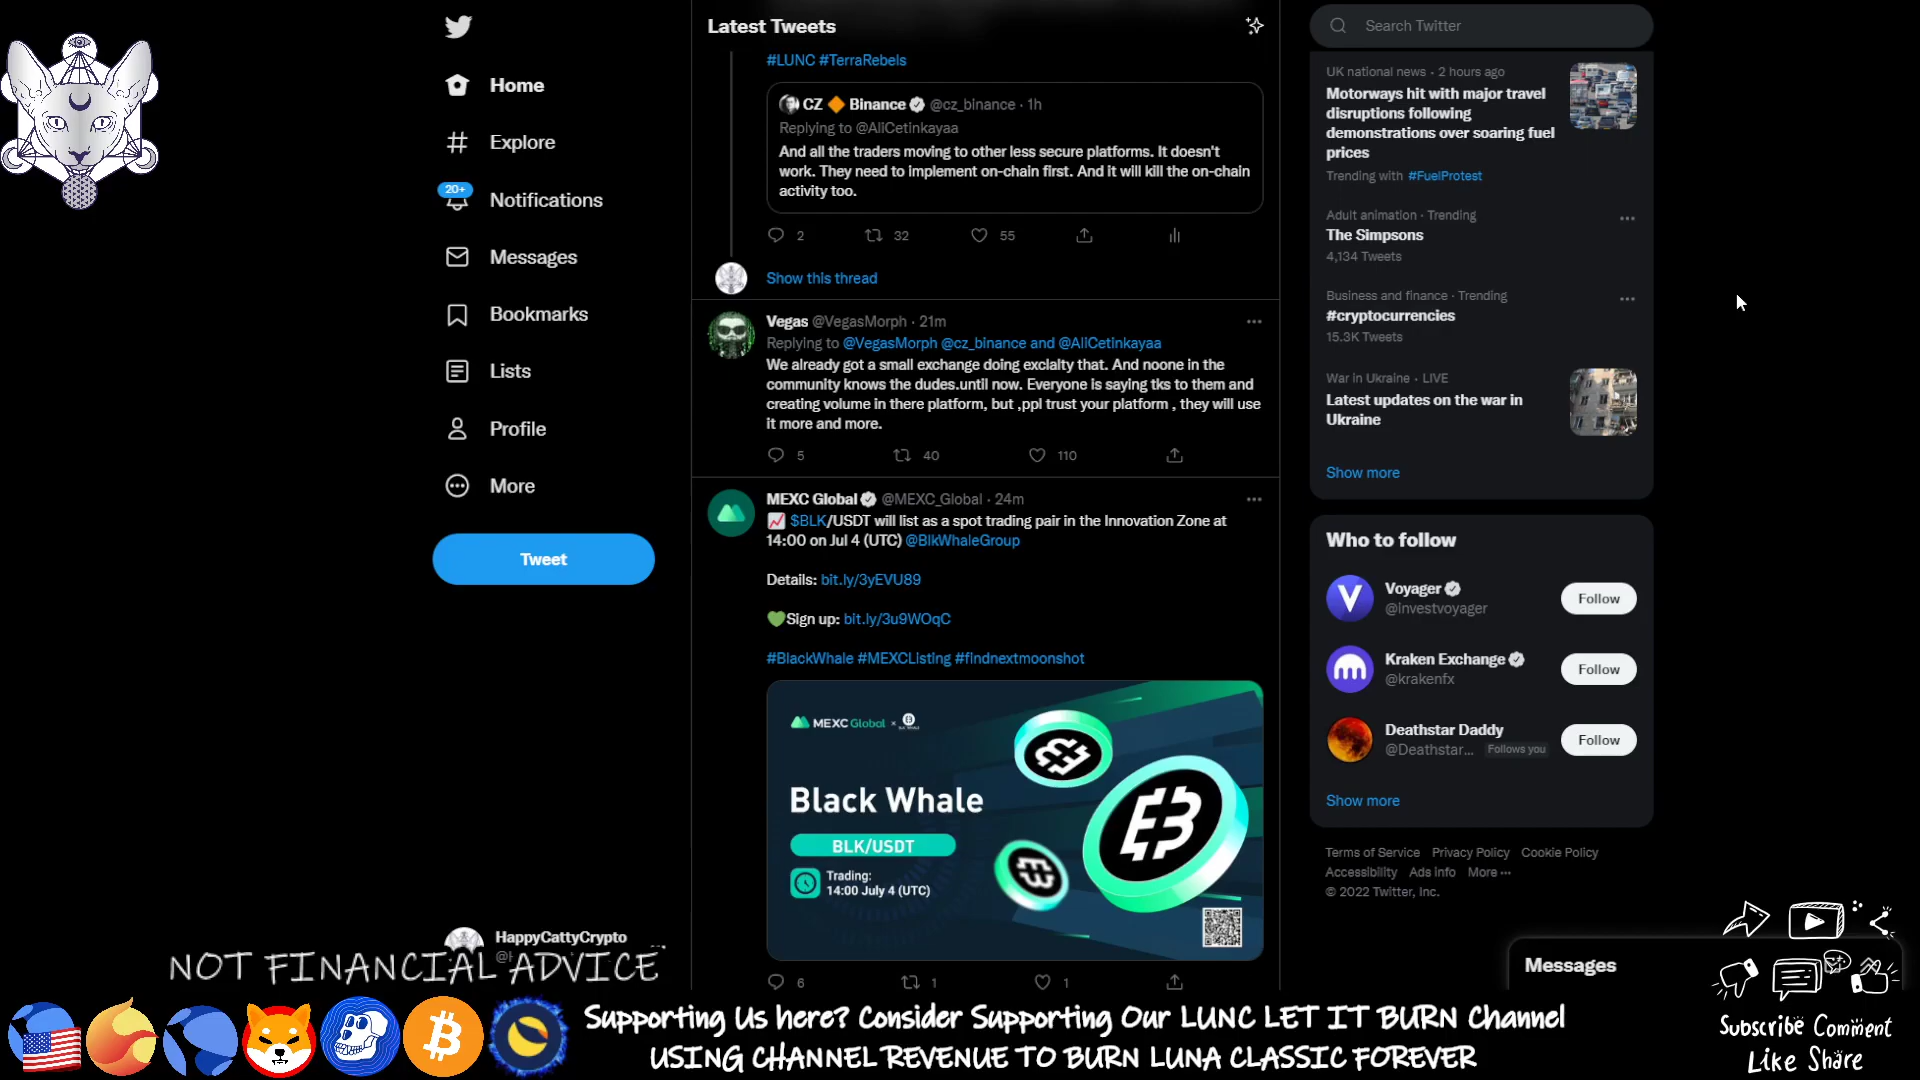 Home
Explore
20+
Notifications
Messages
Bookmarks
Lists
Profile
More
Tweet
HappyCattyCrypto
Latest Tweets
#LUNC #TerraRebels
CZ 🔶 Binance @cz_binance · 1h
Replying to @AliCetinkayaa
And all the traders moving to other less secure platforms. It doesn't
work. They need to implement on-chain first. And it will kill the on-chain
activity too.
2 32 55
Show this thread
Vegas @VegasMorph · 21m
Replying to @VegasMorph @cz_binance and @AliCetinkayaa
We already got a small exchange doing exclalty that. And noone in the
community knows the dudes.until now. Everyone is saying tks to them and
creating volume in there platform, but ,ppl trust your platform , they will use
it more and more.
5 40 110
MEXC Global @MEXC_Global · 24m
📈 $BLK/USDT will list as a spot trading pair in the Innovation Zone at
14:00 on Jul 4 (UTC) @BlkWhaleGroup
Details: bit.ly/3yEVU89
💚Sign up: bit.ly/3u9WOqC
#BlackWhale #MEXCListing #findnextmoonshot
MEXC Global ×
Black Whale
BLK/USDT
Trading:
14:00 July 4 (UTC)
6 1 1
Search Twitter
UK national news · 2 hours ago
Motorways hit with major travel
disruptions following
demonstrations over soaring fuel
prices
Trending with #FuelProtest
Adult animation · Trending
The Simpsons
4,134 Tweets
Business and finance · Trending
#cryptocurrencies
15.3K Tweets
War in Ukraine · LIVE
Latest updates on the war in
Ukraine
Show more
Who to follow
Voyager
@investvoyager
Follow
Kraken Exchange
@krakenfx
Follow
Deathstar Daddy
@Deathstar... Follows you
Follow
Show more
Terms of Service Privacy Policy Cookie Policy
Accessibility Ads info More ···
© 2022 Twitter, Inc.
Messages
NOT FINANCIAL ADVICE
Supporting Us here? Consider Supporting Our LUNC LET IT BURN Channel
USING CHANNEL REVENUE TO BURN LUNA CLASSIC FOREVER
Subscribe Comment
Like Share